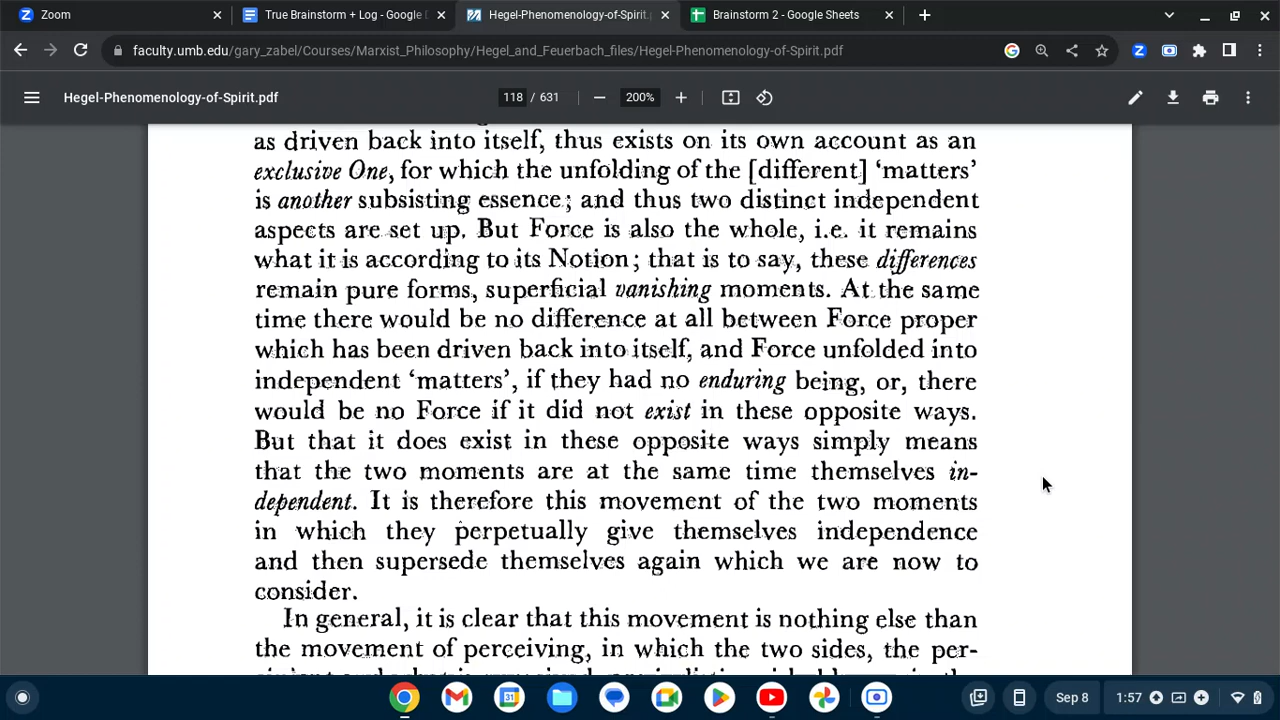 Zoom
True Brainstorm + Log - Google D
Hegel-Phenomenology-of-Spirit.p
Brainstorm 2 - Google Sheets
faculty.umb.edu/gary_zabel/Courses/Marxist_Philosophy/Hegel_and_Feuerbach_files/Hegel-Phenomenology-of-Spirit.pdf
Hegel-Phenomenology-of-Spirit.pdf
118 / 631
200%
as driven back into itself, thus exists on its own account as an
exclusive One, for which the unfolding of the [different] ‘matters’
is another subsisting essence; and thus two distinct independent
aspects are set up. But Force is also the whole, i.e. it remains
what it is according to its Notion; that is to say, these differences
remain pure forms, superficial vanishing moments. At the same
time there would be no difference at all between Force proper
which has been driven back into itself, and Force unfolded into
independent ‘matters’, if they had no enduring being, or, there
would be no Force if it did not exist in these opposite ways.
But that it does exist in these opposite ways simply means
that the two moments are at the same time themselves in-
dependent. It is therefore this movement of the two moments
in which they perpetually give themselves independence
and then supersede themselves again which we are now to
consider.
In general, it is clear that this movement is nothing else than
the movement of perceiving, in which the two sides, the per-
Sep 8
1:57